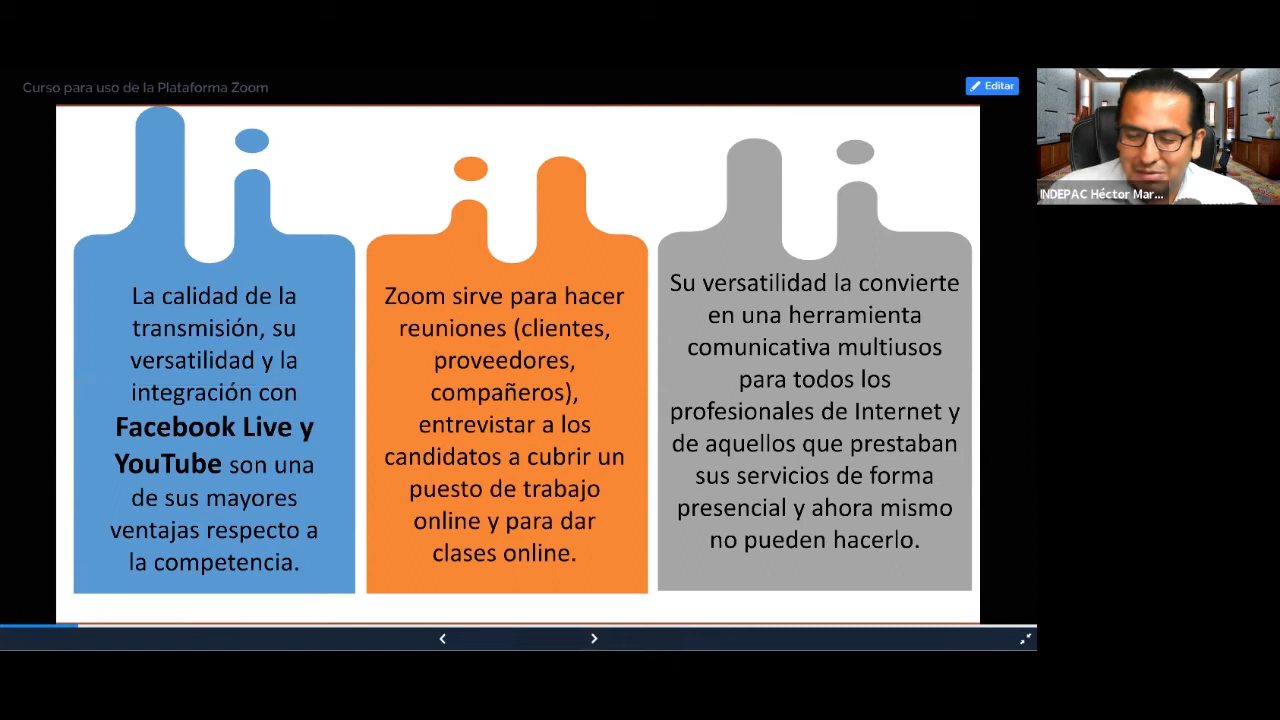 Curso para uso de la Plataforma Zoom
Editar
INDEPAC Héctor Mar...
La calidad de la
transmisión, su
versatilidad y la
integración con
Facebook Live y
YouTube son una
de sus mayores
ventajas respecto a
la competencia.
Zoom sirve para hacer
reuniones (clientes,
proveedores,
compañeros),
entrevistar a los
candidatos a cubrir un
puesto de trabajo
online y para dar
clases online.
Su versatilidad la convierte
en una herramienta
comunicativa multiusos
para todos los
profesionales de Internet y
de aquellos que prestaban
sus servicios de forma
presencial y ahora mismo
no pueden hacerlo.